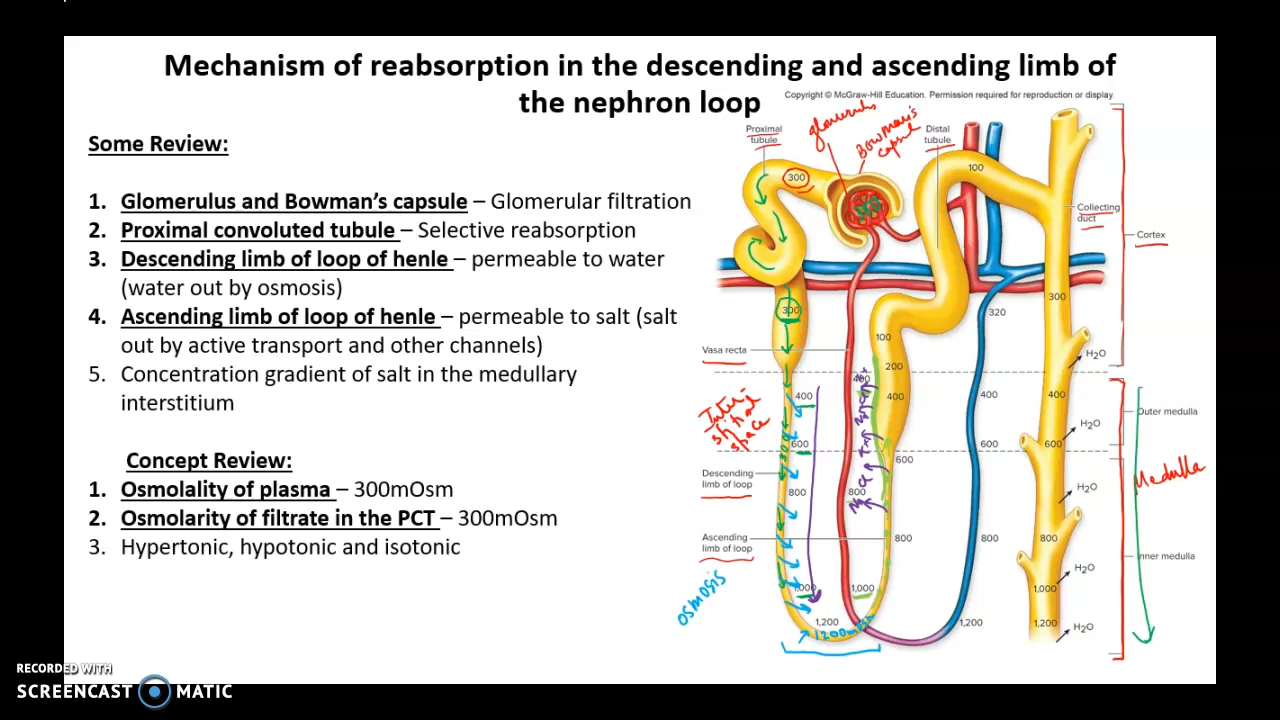 Mechanism of reabsorption in the descending and ascending limb of
the nephron loop
Copyright © McGraw-Hill Education. Permission required for reproduction or display.
Some Review:
1. Glomerulus and Bowman's capsule – Glomerular filtration
2. Proximal convoluted tubule – Selective reabsorption
3. Descending limb of loop of henle – permeable to water
(water out by osmosis)
4. Ascending limb of loop of henle – permeable to salt (salt
out by active transport and other channels)
5. Concentration gradient of salt in the medullary
interstitium
Concept Review:
1. Osmolality of plasma – 300mOsm
2. Osmolarity of filtrate in the PCT – 300mOsm
3. Hypertonic, hypotonic and isotonic
Proximal
tubule
glomerulus
Bowman's
capsule
Distal
tubule
300
100
Collecting
duct
Cortex
300
300
320
100
Vasa recta
H₂O
200
400
400
400
400
400
Outer medulla
Inter-
stitial
space
H₂O
600
600
600
600
300
Descending
limb of loop
Medulla
800
800
H₂O
Ascending
limb of loop
800
800
800
Inner medulla
osmosis
H₂O
1,000
1,000
1,000
1,200
1200mosm
1,200
1,200
H₂O
RECORDED WITH
SCREENCAST MATIC